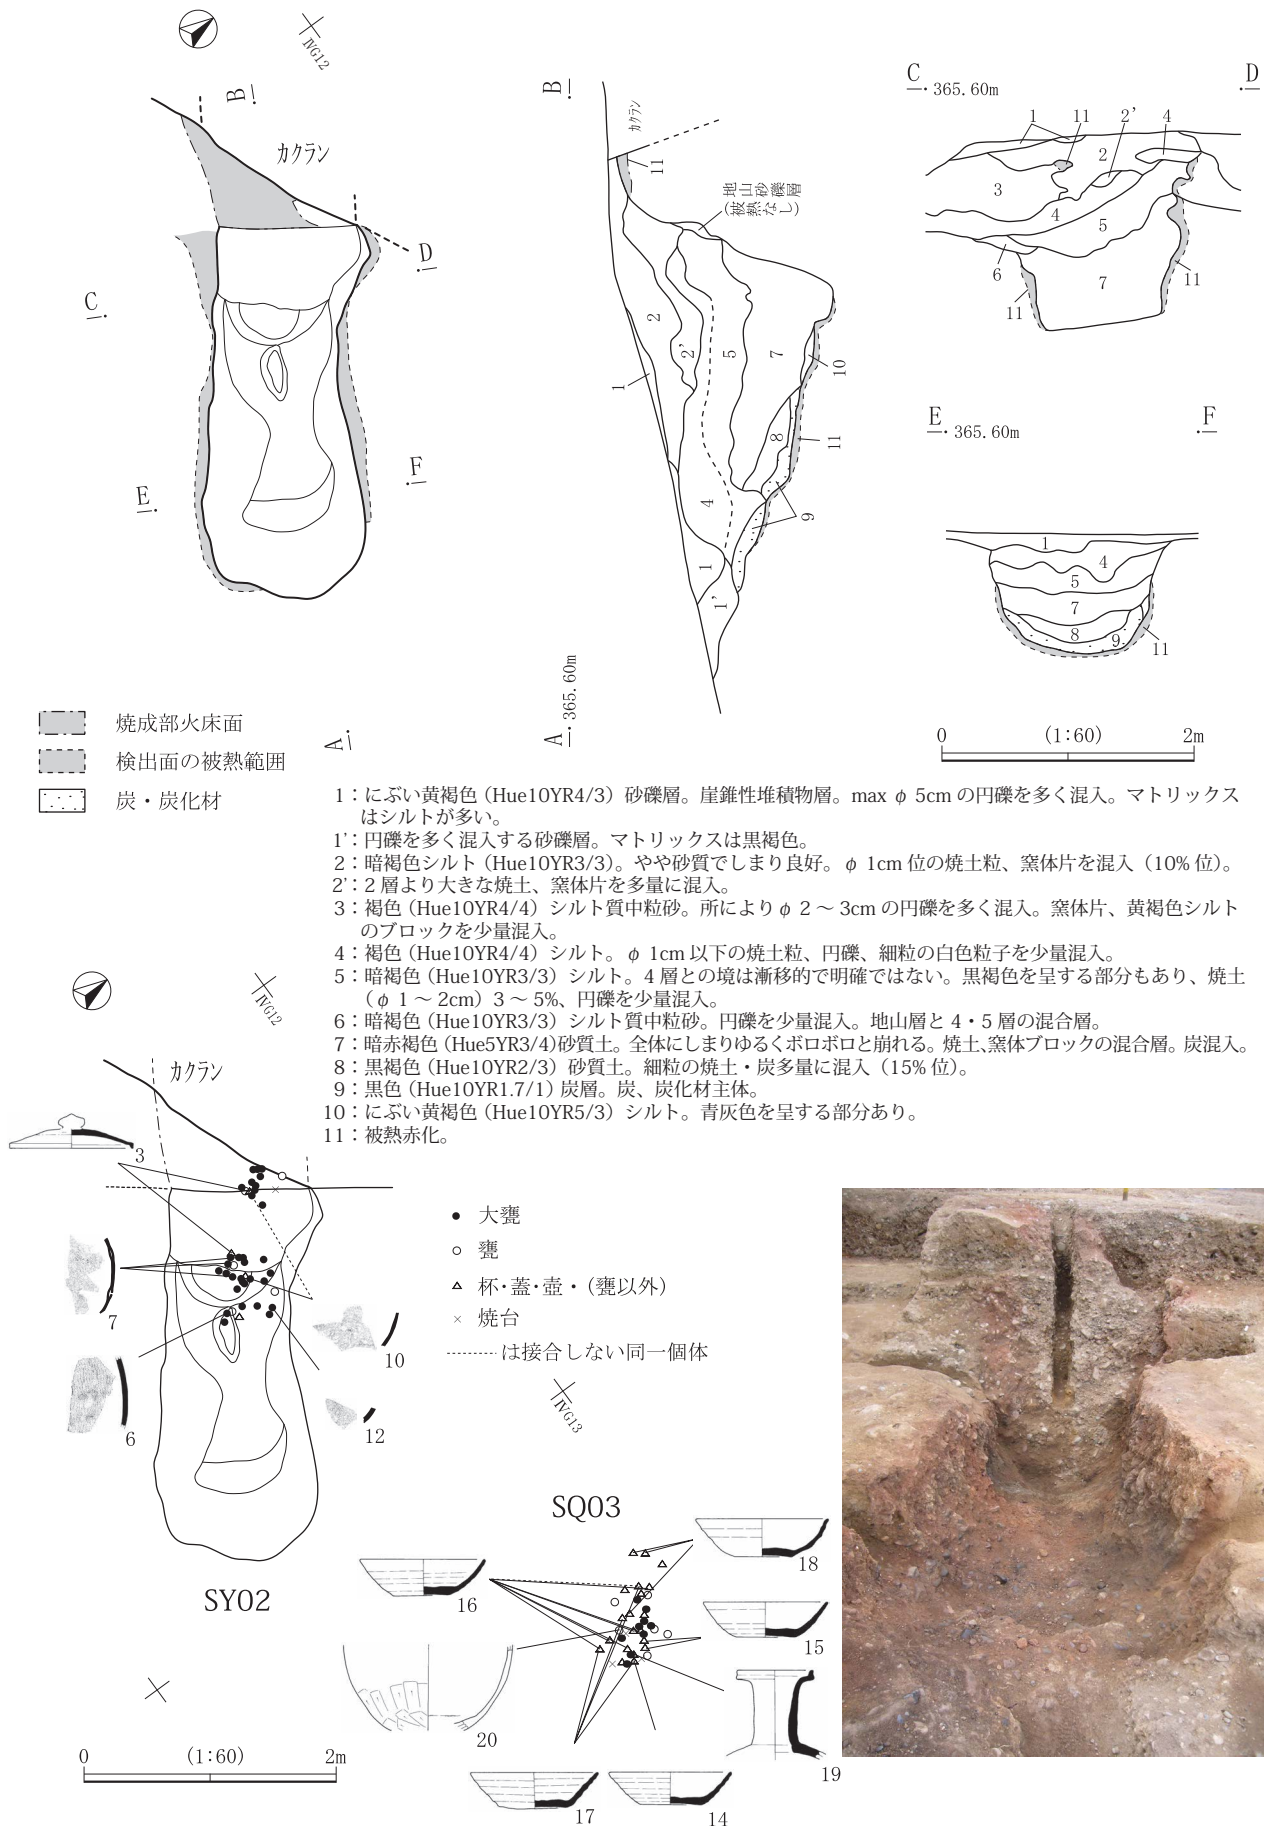 ⅣG12
B
カクラン
D
C
F
E
A
B
カクラン
11
地山砂礫層
(被熱なし)
2
2'
5
7
10
1
8
11
4
9
1
1'
A 365.60m
C 365.60m D
1 11 2' 4
2
3
4
5
6
7
11
11
E 365.60m F
1
4
5
7
8
9
11
0 (1:60) 2m
焼成部火床面
検出面の被熱範囲
炭・炭化材
1：にぶい黄褐色 (Hue10YR4/3) 砂礫層。崖錐性堆積物層。max φ 5cm の円礫を多く混入。マトリックス
はシルトが多い。
1'：円礫を多く混入する砂礫層。マトリックスは黒褐色。
2：暗褐色シルト (Hue10YR3/3)。やや砂質でしまり良好。φ 1cm 位の焼土粒、窯体片を混入（10% 位）。
2'：2 層より大きな焼土、窯体片を多量に混入。
3：褐色 (Hue10YR4/4) シルト質中粒砂。所によりφ 2 ～ 3cm の円礫を多く混入。窯体片、黄褐色シルト
のブロックを少量混入。
4：褐色 (Hue10YR4/4) シルト。φ 1cm 以下の焼土粒、円礫、細粒の白色粒子を少量混入。
5：暗褐色 (Hue10YR3/3) シルト。4 層との境は漸移的で明確ではない。黒褐色を呈する部分もあり、焼土
（φ 1 ～ 2cm）3 ～ 5%、円礫を少量混入。
6：暗褐色 (Hue10YR3/3) シルト質中粒砂。円礫を少量混入。地山層と 4・5 層の混合層。
7：暗赤褐色 (Hue5YR3/4)砂質土。全体にしまりゆるくボロボロと崩れる。焼土、窯体ブロックの混合層。炭混入。
8：黒褐色 (Hue10YR2/3) 砂質土。細粒の焼土・炭多量に混入（15% 位）。
9：黒色 (Hue10YR1.7/1) 炭層。炭、炭化材主体。
10：にぶい黄褐色 (Hue10YR5/3) シルト。青灰色を呈する部分あり。
11：被熱赤化。
ⅣG12
カクラン
3
7
6
10
12
SY02
大甕
甕
杯・蓋・壺・（甕以外）
焼台
は接合しない同一個体
ⅣG13
SQ03
18
16
15
20
19
17
14
0 (1:60) 2m